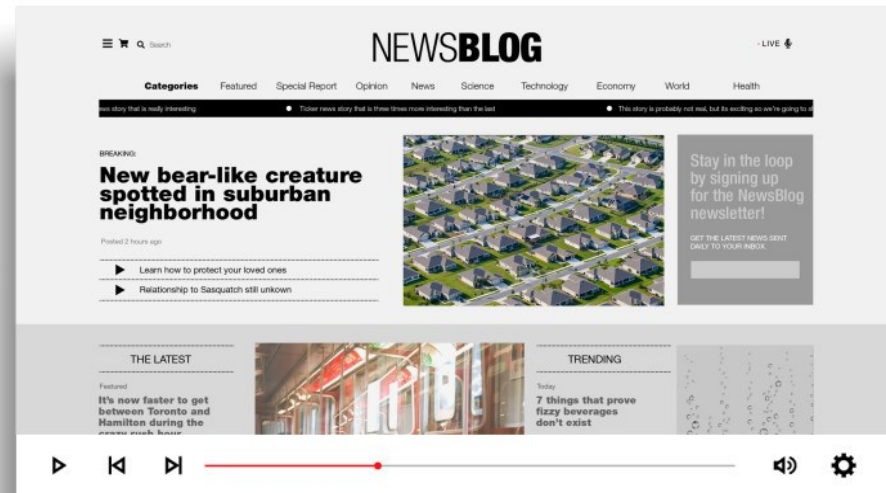 Search
NEWSBLOG
- LIVE
Categories Featured Special Report Opinion News Science Technology Economy World Health
ews story that is really interesting ● Ticker news story that is three times more interesting than the last ● This story is probably not real, but its exciting so we're going to
BREAKING:
New bear-like creature
spotted in suburban
neighborhood
Posted 2 hours ago
Learn how to protect your loved ones
Relationship to Sasquatch still unkown
Stay in the loop
by signing up
for the NewsBlog
newsletter!
GET THE LATEST NEWS SENT
DAILY TO YOUR INBOX.
THE LATEST
Featured
It's now faster to get
between Toronto and
Hamilton during the
crazy rush hour
TRENDING
Today
7 things that prove
fizzy beverages
don't exist